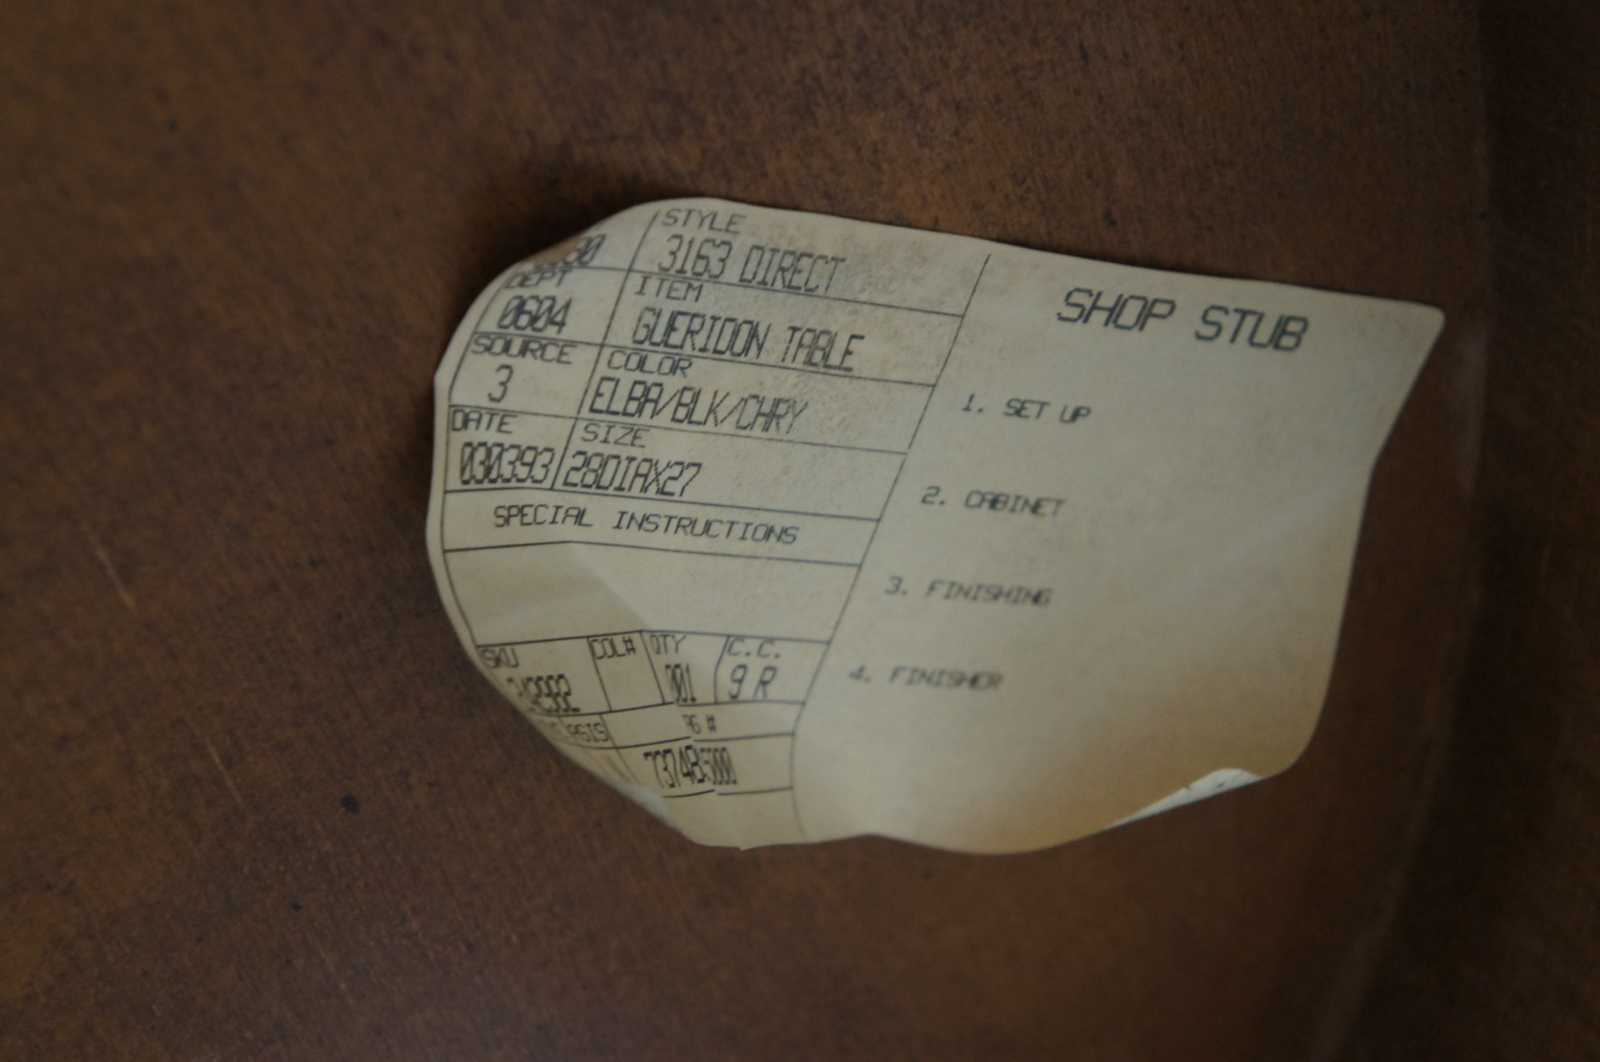 STYLE
3163 DIRECT
DEPT
ITEM
0604
GUERIDON TABLE
SOURCE
COLOR
3
ELBA/BLK/CHRY
DATE
SIZE
030393
28DIAX27
SPECIAL INSTRUCTIONS
SKU
COL#
QTY
C.C.
001
9 R
#
SHOP STUB
1. SET UP
2. CABINET
3. FINISHING
4. FINISHER